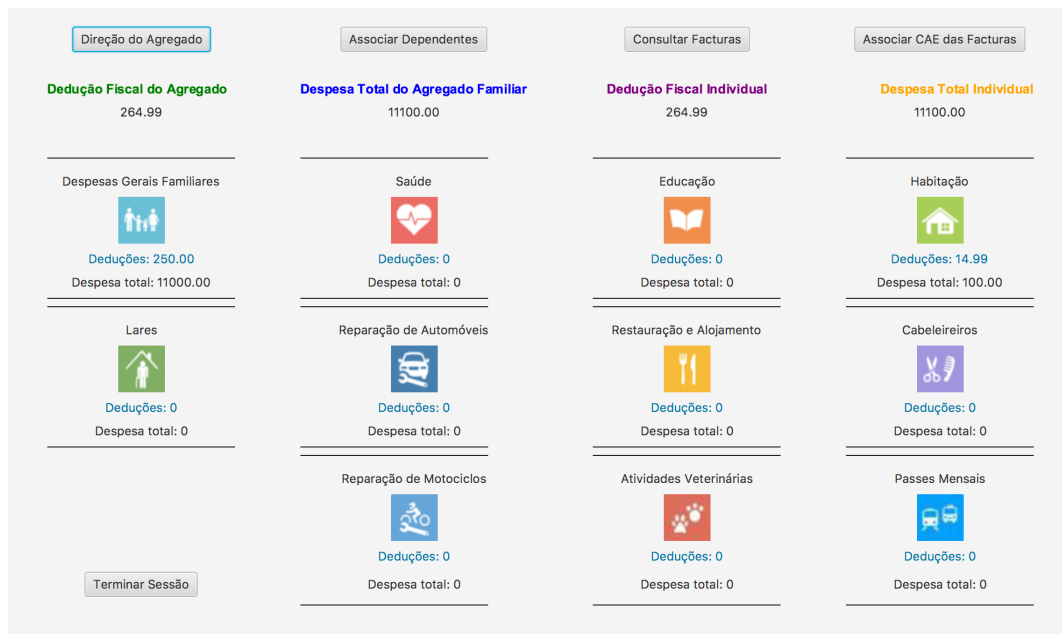 Direção do Agregado
Associar Dependentes
Consultar Facturas
Associar CAE das Facturas
Dedução Fiscal do Agregado
Despesa Total do Agregado Familiar
Dedução Fiscal Individual
Despesa Total Individual
264.99
11100.00
264.99
11100.00
Despesas Gerais Familiares
Saúde
Educação
Habitação
Deduções: 250.00
Deduções: 0
Deduções: 0
Deduções: 14.99
Despesa total: 11000.00
Despesa total: 0
Despesa total: 0
Despesa total: 100.00
Lares
Reparação de Automóveis
Restauração e Alojamento
Cabeleireiros
Deduções: 0
Deduções: 0
Deduções: 0
Deduções: 0
Despesa total: 0
Despesa total: 0
Despesa total: 0
Despesa total: 0
Reparação de Motociclos
Atividades Veterinárias
Passes Mensais
Deduções: 0
Deduções: 0
Deduções: 0
Terminar Sessão
Despesa total: 0
Despesa total: 0
Despesa total: 0